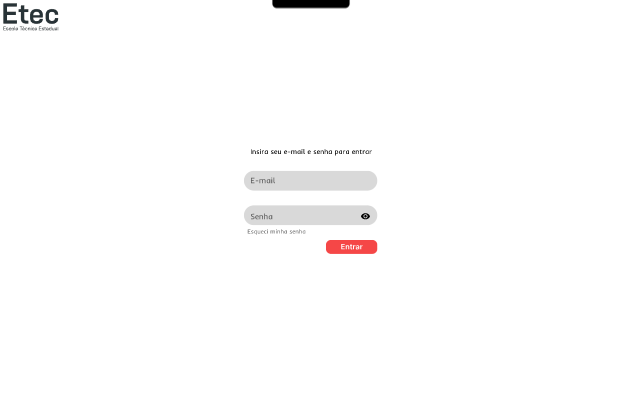 Etec
Escola Técnica Estadual
Insira seu e-mail e senha para entrar
E-mail
Senha
Esqueci minha senha
Entrar